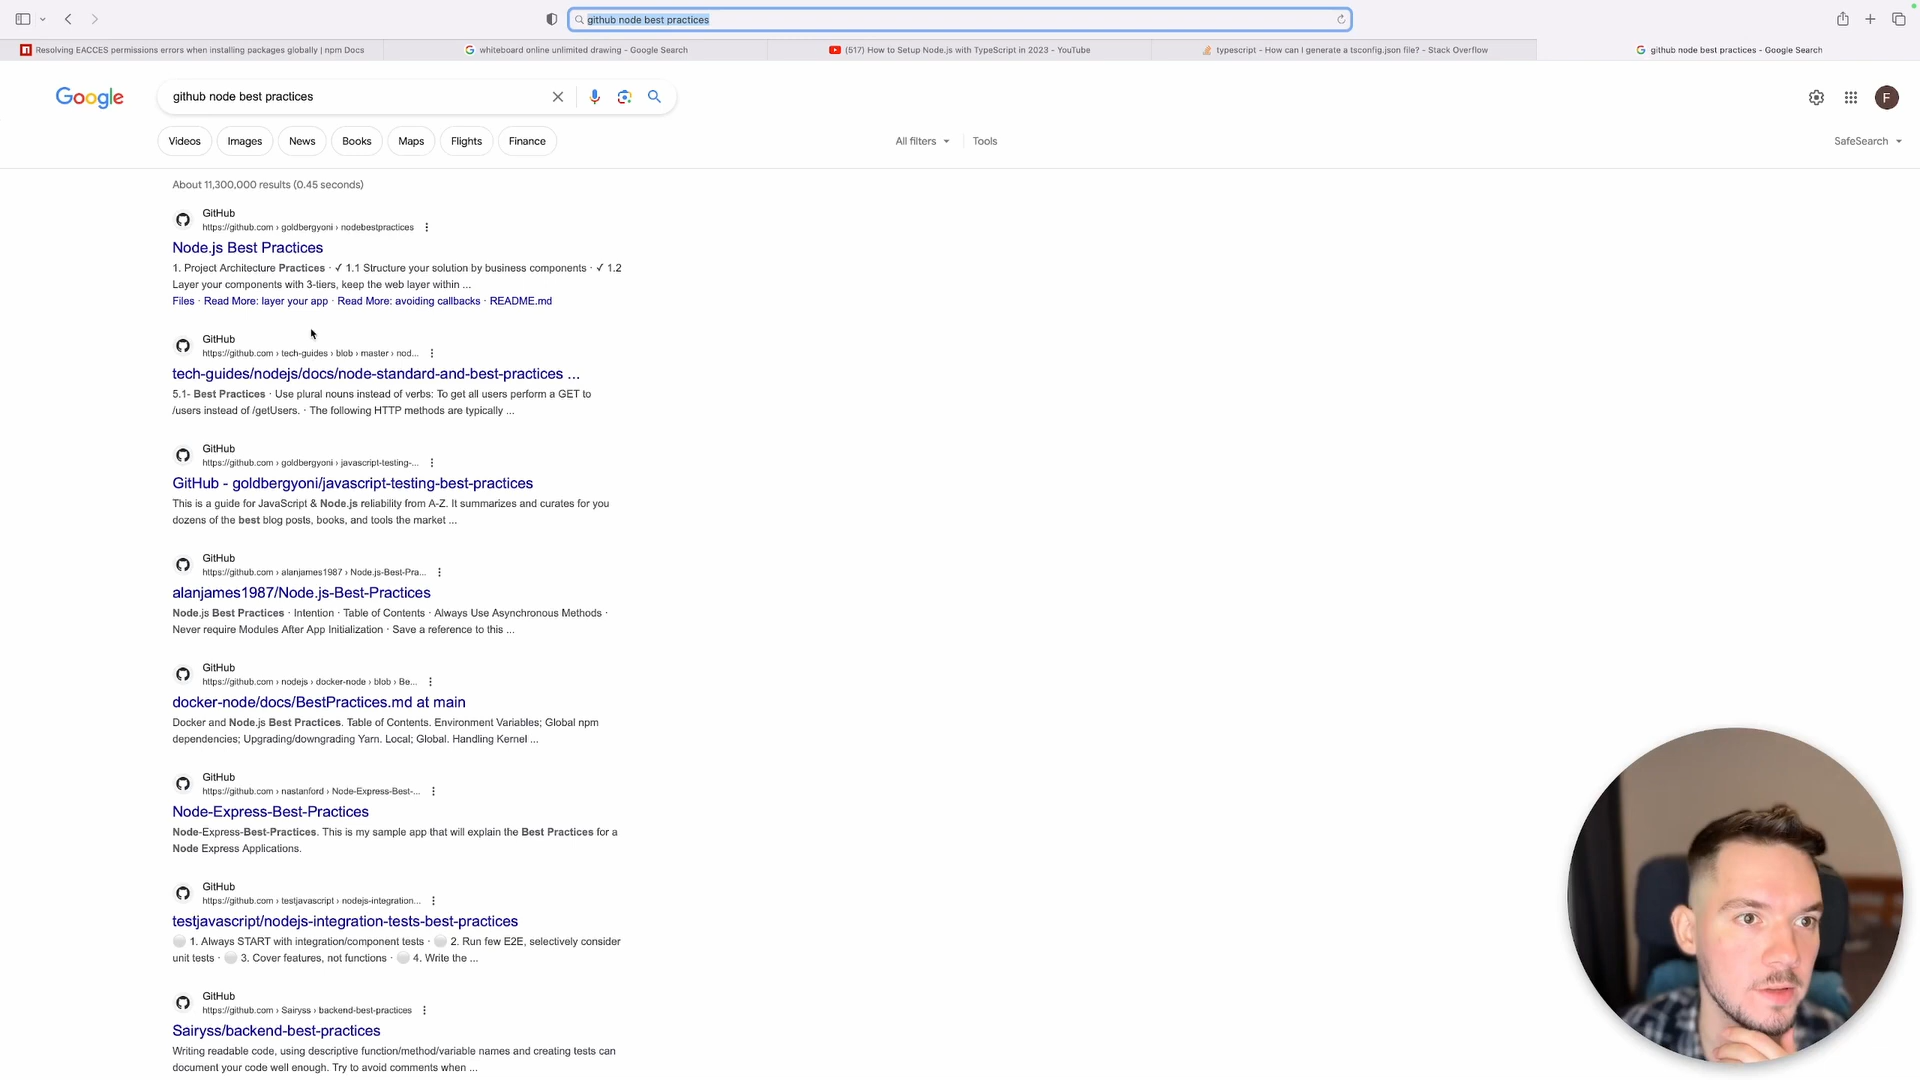 github node best practices
Resolving EACCES permissions errors when installing packages globally | npm Docs
whiteboard online unlimited drawing - Google Search
(517) How to Setup Node.js with TypeScript in 2023 - YouTube
typescript - How can I generate a tsconfig.json file? - Stack Overflow
github node best practices - Google Search
Google
github node best practices
F
Videos
Images
News
Books
Maps
Flights
Finance
All filters
Tools
SafeSearch
About 11,300,000 results (0.45 seconds)
GitHub
https://github.com › goldbergyoni › nodebestpractices
Node.js Best Practices
1. Project Architecture Practices · ✓ 1.1 Structure your solution by business components · ✓ 1.2
Layer your components with 3-tiers, keep the web layer within ...
Files · Read More: layer your app · Read More: avoiding callbacks · README.md
GitHub
https://github.com › tech-guides › blob › master › nod...
tech-guides/nodejs/docs/node-standard-and-best-practices ...
5.1- Best Practices · Use plural nouns instead of verbs: To get all users perform a GET to
/users instead of /getUsers. · The following HTTP methods are typically ...
GitHub
https://github.com › goldbergyoni › javascript-testing-...
GitHub - goldbergyoni/javascript-testing-best-practices
This is a guide for JavaScript & Node.js reliability from A-Z. It summarizes and curates for you
dozens of the best blog posts, books, and tools the market ...
GitHub
https://github.com › alanjames1987 › Node.js-Best-Pra...
alanjames1987/Node.js-Best-Practices
Node.js Best Practices · Intention · Table of Contents · Always Use Asynchronous Methods ·
Never require Modules After App Initialization · Save a reference to this ...
GitHub
https://github.com › nodejs › docker-node › blob › Be...
docker-node/docs/BestPractices.md at main
Docker and Node.js Best Practices. Table of Contents. Environment Variables; Global npm
dependencies; Upgrading/downgrading Yarn. Local; Global. Handling Kernel ...
GitHub
https://github.com › nastanford › Node-Express-Best-...
Node-Express-Best-Practices
Node-Express-Best-Practices. This is my sample app that will explain the Best Practices for a
Node Express Applications.
GitHub
https://github.com › testjavascript › nodejs-integration...
testjavascript/nodejs-integration-tests-best-practices
⚪ 1. Always START with integration/component tests · ⚪ 2. Run few E2E, selectively consider
unit tests · ⚪ 3. Cover features, not functions · ⚪ 4. Write the ...
GitHub
https://github.com › Sairyss › backend-best-practices
Sairyss/backend-best-practices
Writing readable code, using descriptive function/method/variable names and creating tests can
document your code well enough. Try to avoid comments when ...